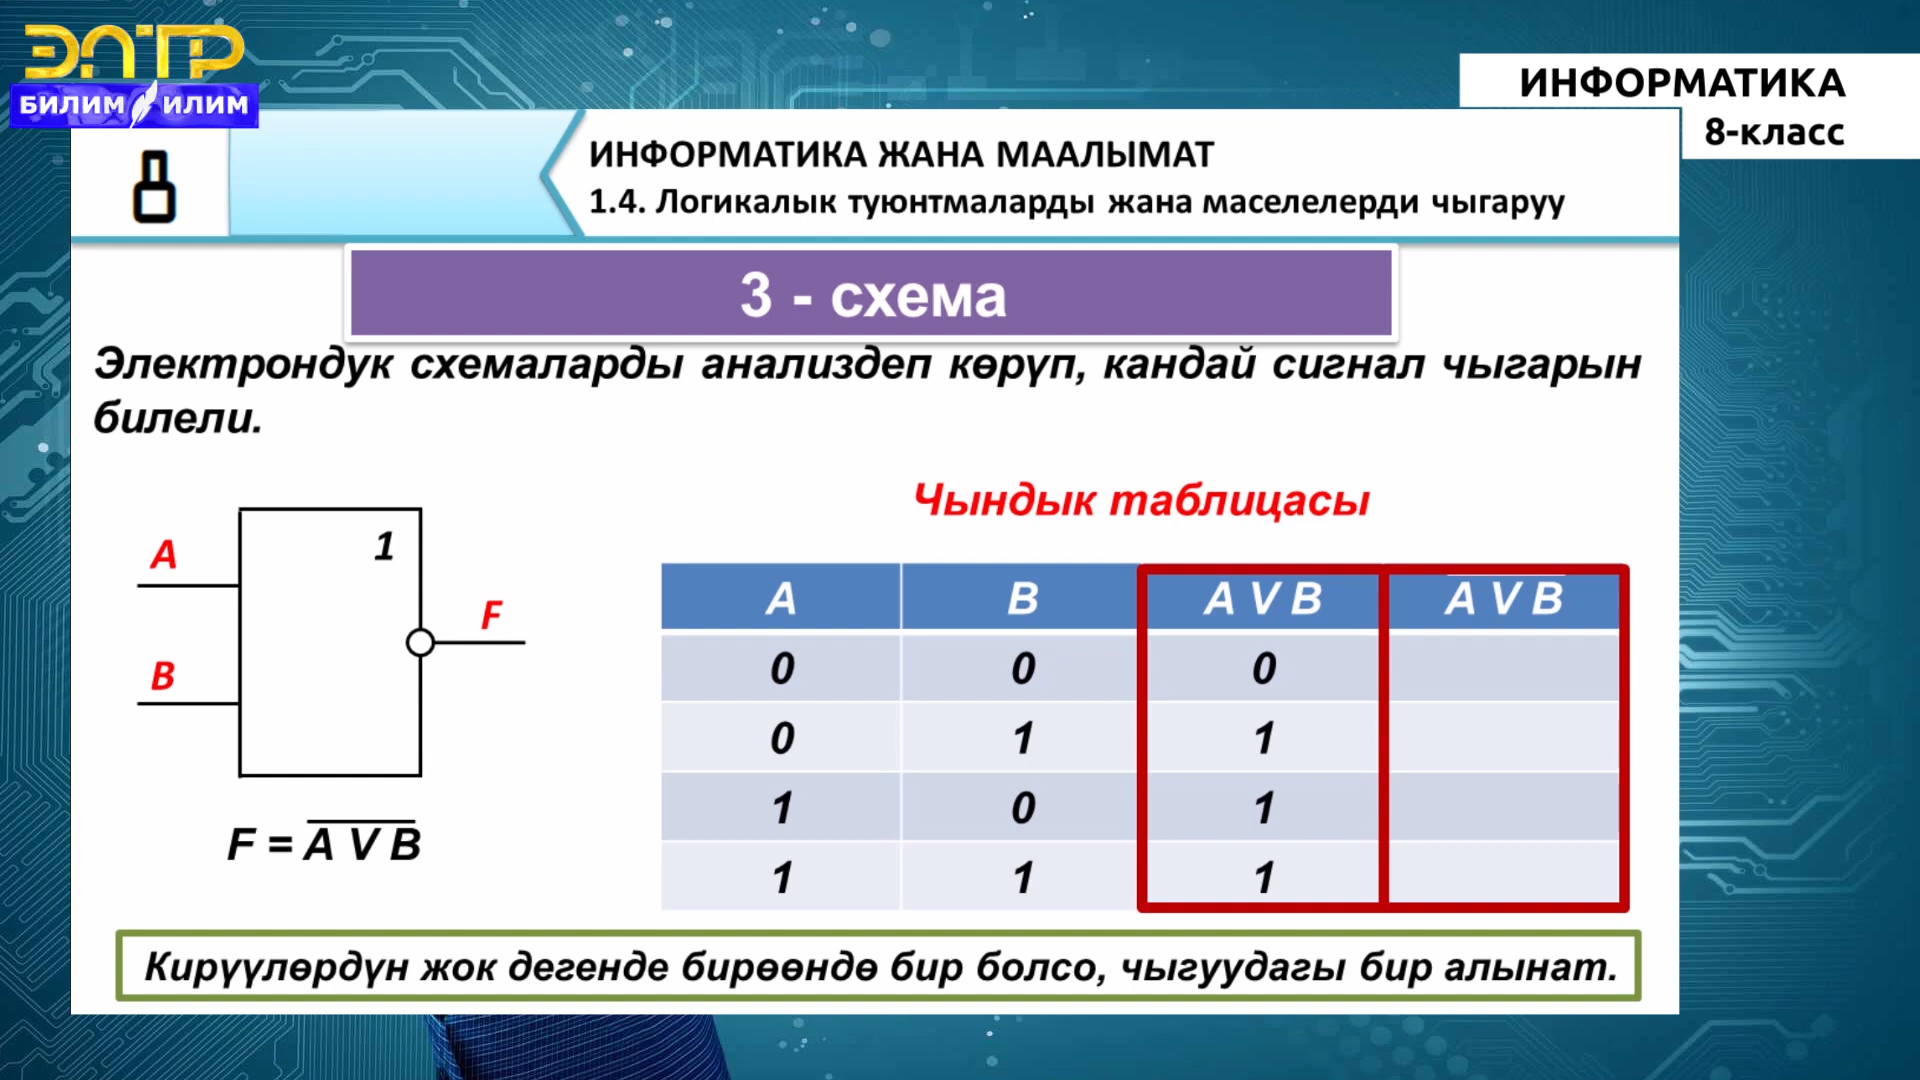 ЭЛТР
БИЛИМ ИЛИМ
ИНФОРМАТИКА
8-класс
8
ИНФОРМАТИКА ЖАНА МААЛЫМАТ
1.4. Логикалык туюнтмаларды жана маселелерди чыгаруу
3 - схема
Электрондук схемаларды анализдеп көрүп, кандай сигнал чыгарын
билели.
Чындык таблицасы
A
B
1
F
F = A̅ ̅V̅ ̅B̅
A B A V B A̅ ̅V̅ ̅B̅
0 0 0
0 1 1
1 0 1
1 1 1
Кирүүлөрдүн жок дегенде бирөөндө бир болсо, чыгуудагы бир алынат.